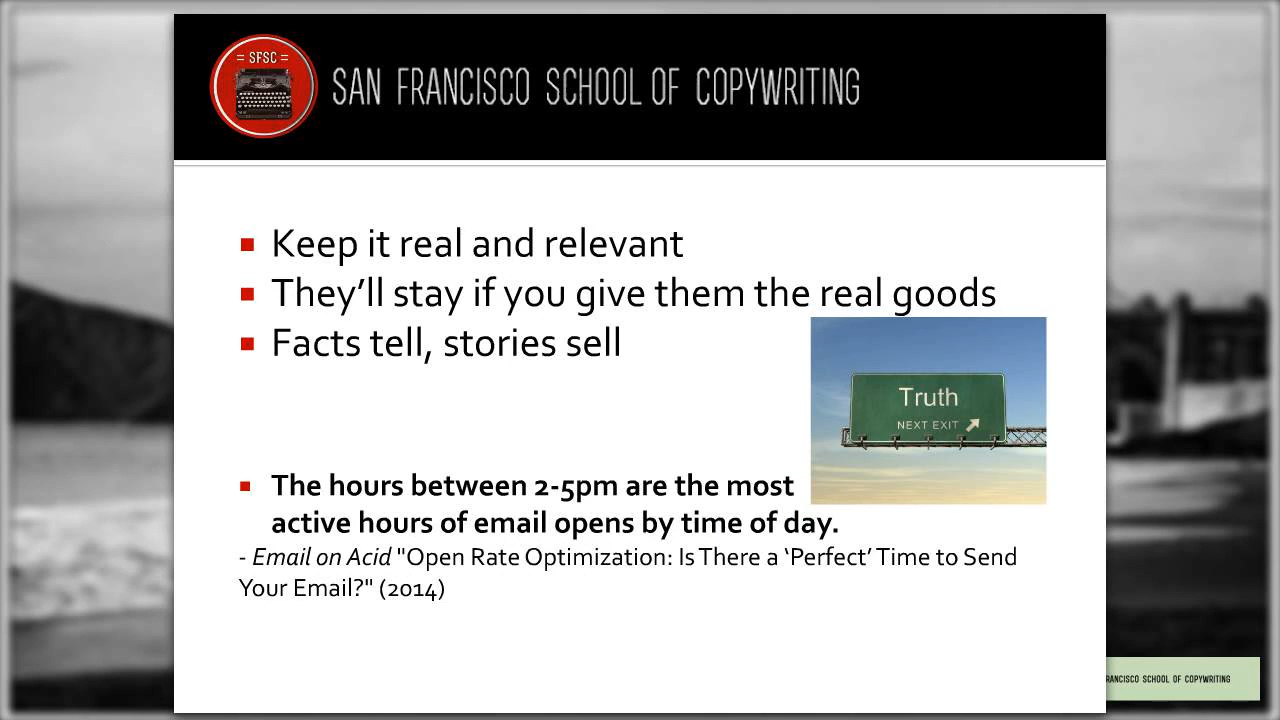 = SFSC =
SAN FRANCISCO SCHOOL OF COPYWRITING
Keep it real and relevant
They’ll stay if you give them the real goods
Facts tell, stories sell
Truth
NEXT EXIT
The hours between 2-5pm are the most
active hours of email opens by time of day.
- Email on Acid "Open Rate Optimization: Is There a ‘Perfect’ Time to Send
Your Email?" (2014)
SCHOOL OF COPYWRITING